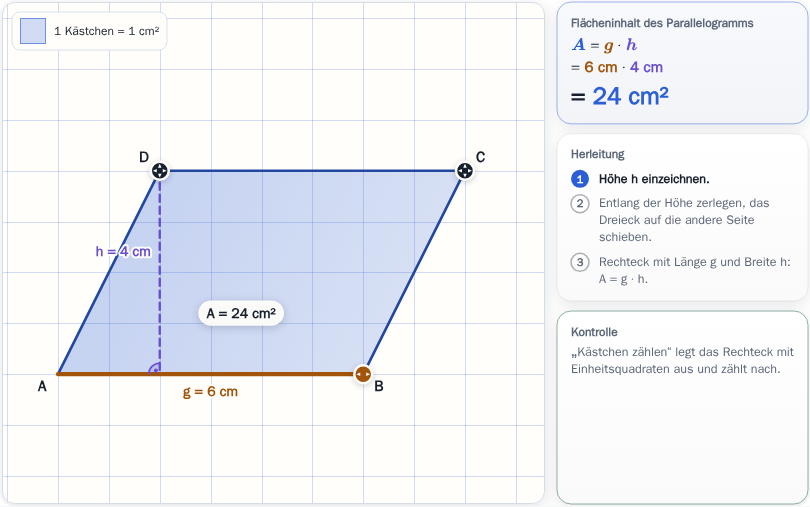 1 Kästchen = 1 cm²
D
C
h = 4 cm
A = 24 cm²
A
B
g = 6 cm
Flächeninhalt des Parallelogramms
A = g · h
= 6 cm · 4 cm
= 24 cm²
Herleitung
1 Höhe h einzeichnen.
2 Entlang der Höhe zerlegen, das
Dreieck auf die andere Seite
schieben.
3 Rechteck mit Länge g und Breite h:
A = g · h.
Kontrolle
„Kästchen zählen“ legt das Rechteck mit
Einheitsquadraten aus und zählt nach.